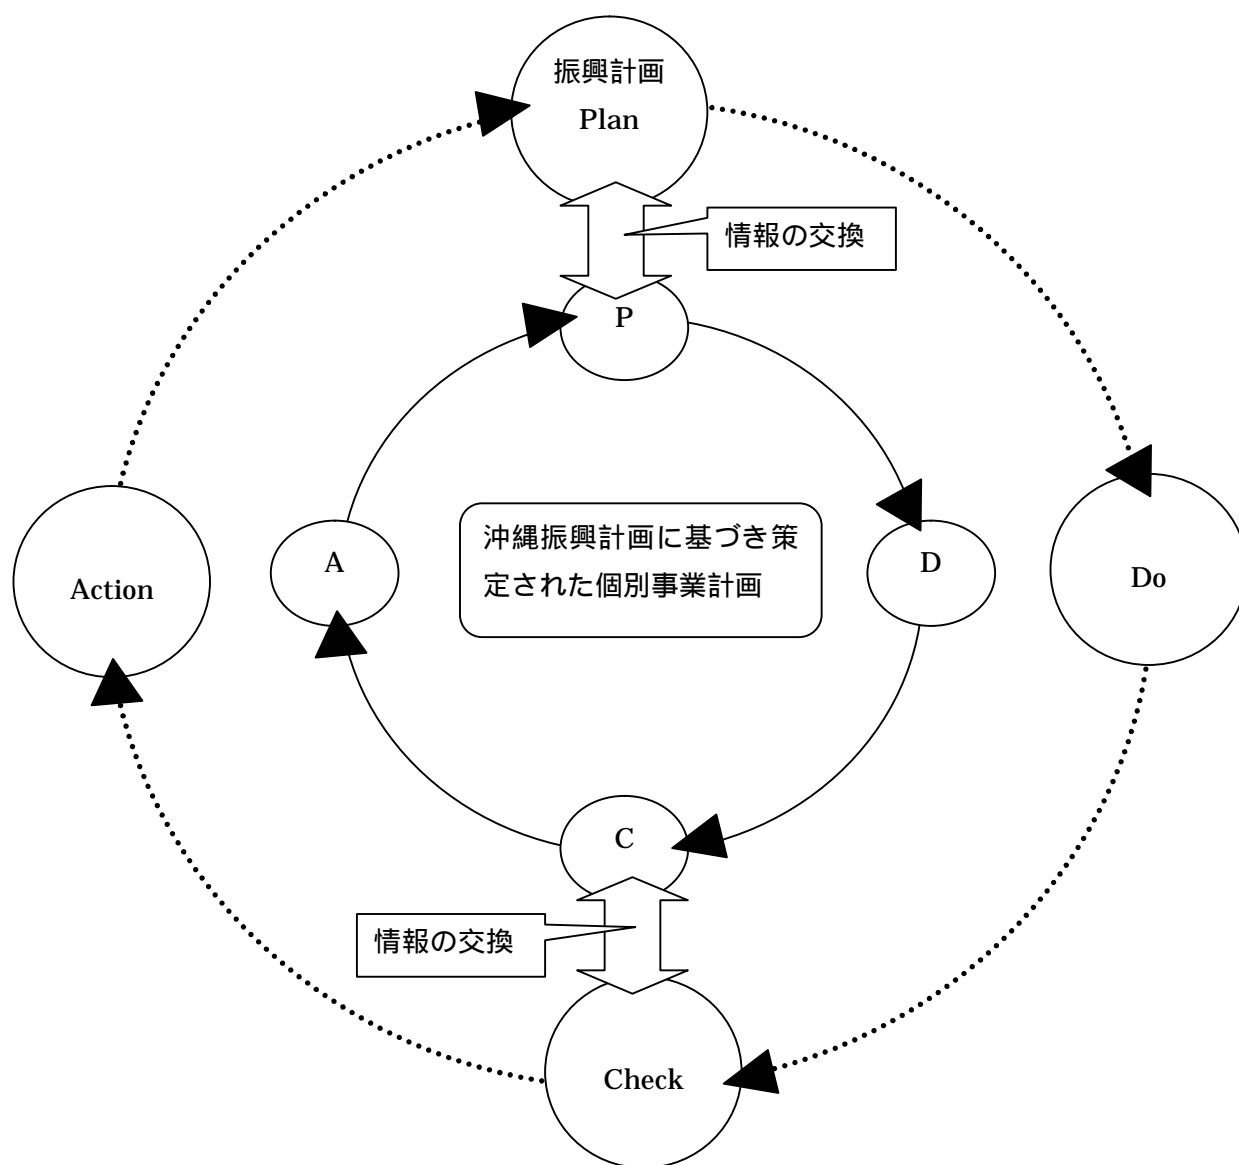 振興計画
Plan
情報の交換
P
沖縄振興計画に基づき策
定された個別事業計画
A
D
Action
Do
C
情報の交換
Check